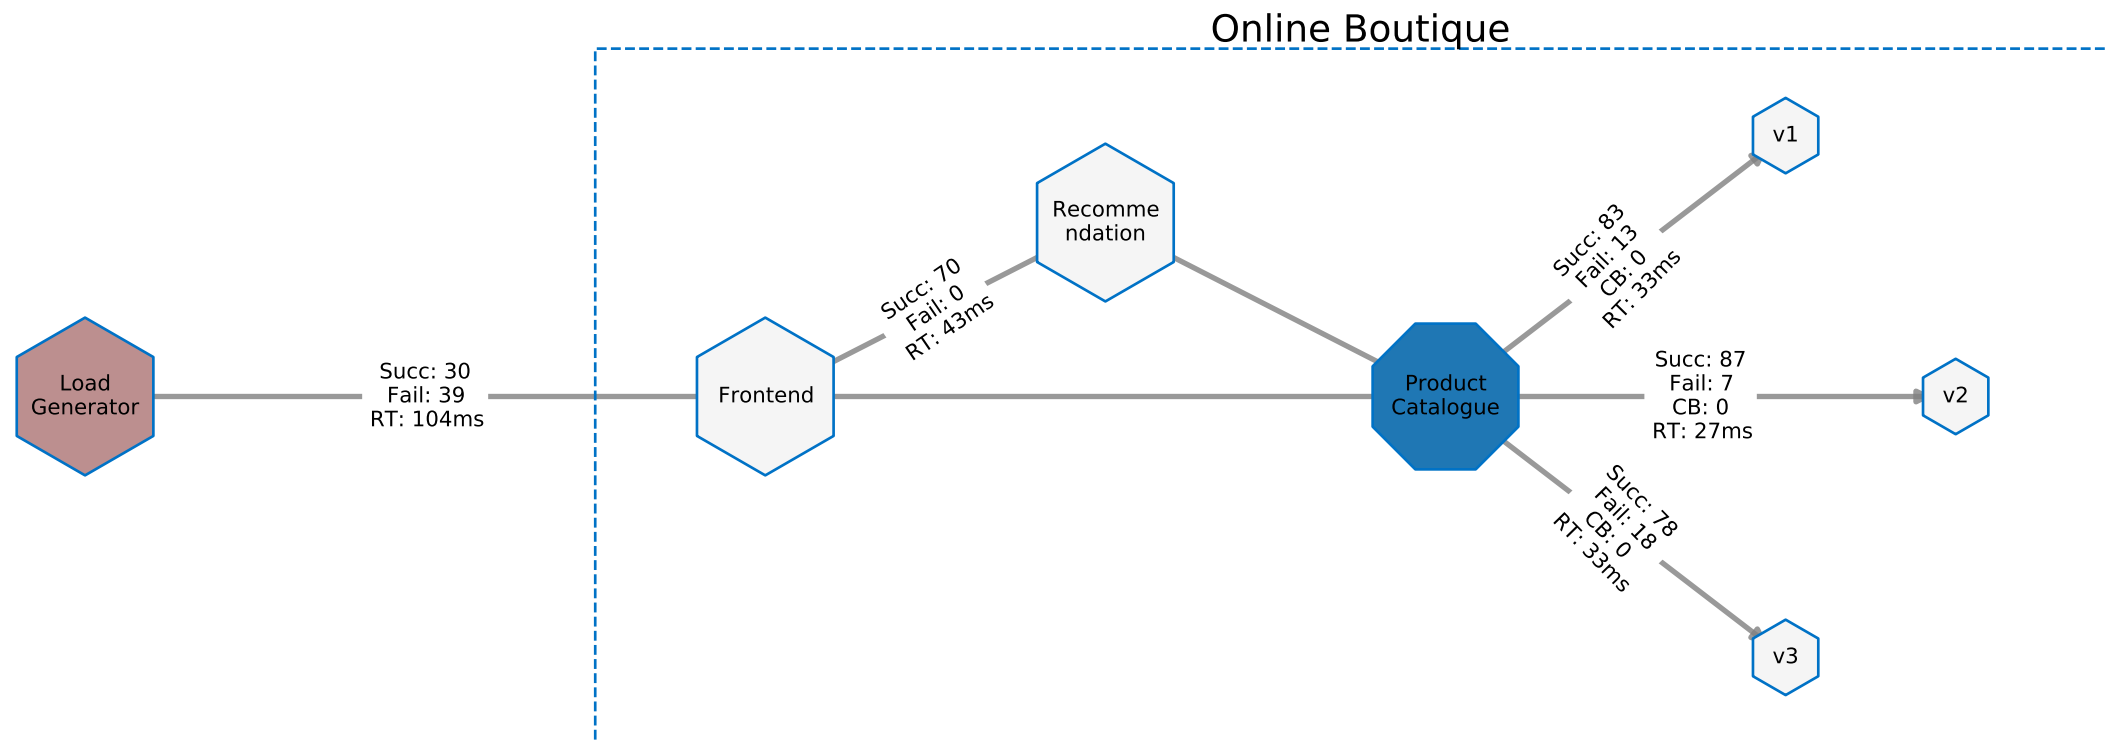 Online Boutique
Load
Generator
Succ: 30
Fail: 39
RT: 104ms
Frontend
Succ: 70
Fail: 0
RT: 43ms
Recomme
ndation
Product
Catalogue
Succ: 83
Fail: 13
CB: 0
RT: 33ms
v1
Succ: 87
Fail: 7
CB: 0
RT: 27ms
v2
Succ: 78
Fail: 18
CB: 0
RT: 33ms
v3